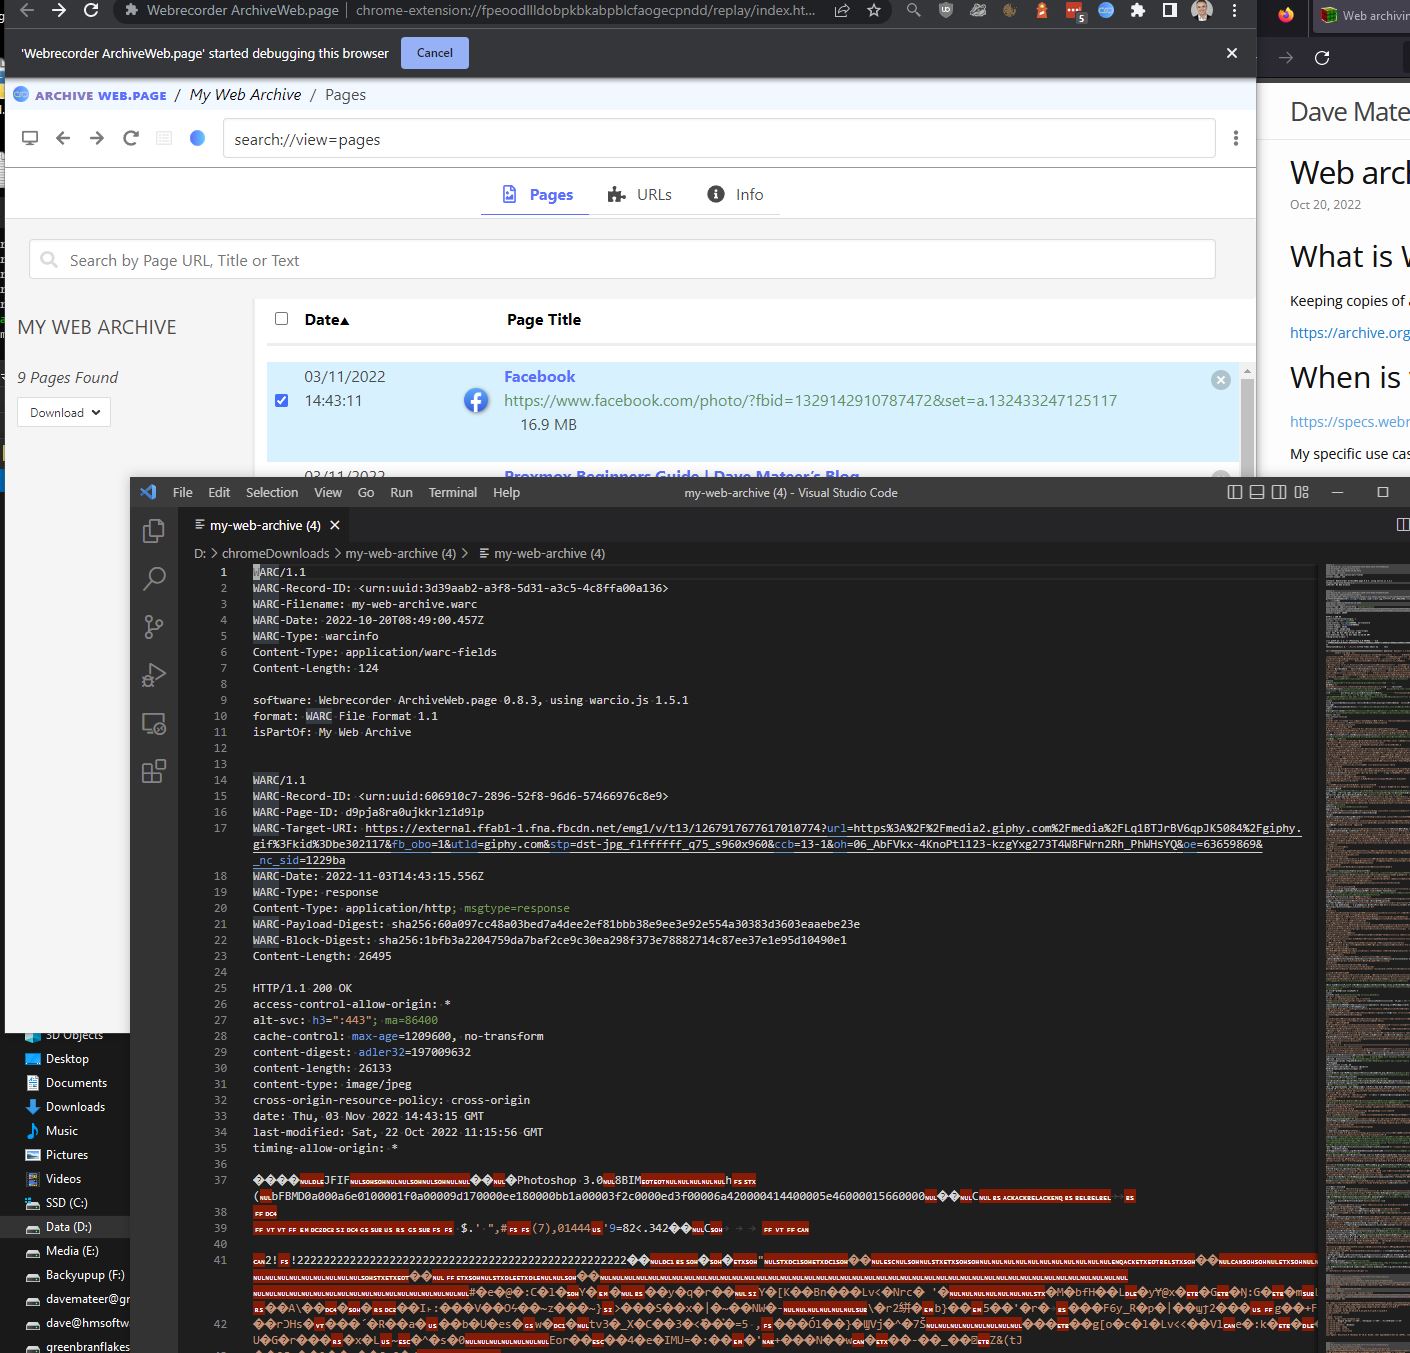 Webrecorder ArchiveWeb.page | chrome-extension://fpeoodllldobpkbkabpblcfaogecpndd/replay/index.ht...
5
'Webrecorder ArchiveWeb.page' started debugging this browser
Cancel
ARCHIVE WEB.PAGE / My Web Archive / Pages
search://view=pages
Pages
URLs
Info
Search by Page URL, Title or Text
MY WEB ARCHIVE
9 Pages Found
Download
Date▲
Page Title
03/11/2022
14:43:11
Facebook
https://www.facebook.com/photo/?fbid=1329142910787472&set=a.132433247125117
16.9 MB
03/11/2022
Proxmox Beginners Guide | Dave Mateer's Blog
Web archivin
Dave Mate
Web arch
Oct 20, 2022
What is W
Keeping copies of a
https://archive.org
When is
https://specs.webr
My specific use cas
File Edit Selection View Go Run Terminal Help
my-web-archive (4) - Visual Studio Code
my-web-archive (4)
D: > chromeDownloads > my-web-archive (4) > my-web-archive (4)
1 WARC/1.1
2 WARC-Record-ID: <urn:uuid:3d39aab2-a3f8-5d31-a3c5-4c8ffa00a136>
3 WARC-Filename: my-web-archive.warc
4 WARC-Date: 2022-10-20T08:49:00.457Z
5 WARC-Type: warcinfo
6 Content-Type: application/warc-fields
7 Content-Length: 124
8
9 software: Webrecorder ArchiveWeb.page 0.8.3, using warcio.js 1.5.1
10 format: WARC File Format 1.1
11 isPartOf: My Web Archive
12
13
14 WARC/1.1
15 WARC-Record-ID: <urn:uuid:606910c7-2896-52f8-96d6-57466976c8e9>
16 WARC-Page-ID: d9pja8ra0ujkkrlz1d9lp
17 WARC-Target-URI: https://external.ffab1-1.fna.fbcdn.net/emg1/v/t13/1267917677617010774?url=https%3A%2F%2Fmedia2.giphy.com%2Fmedia%2FLq1BTJrBV6qpJK5084%2Fgiphy.
gif%3Fkid%3Dbe302117&fb_obo=1&utld=giphy.com&stp=dst-jpg_flffffff_q75_s960x960&ccb=13-1&oh=06_AbFVkx-4KnoPtl123-kzgYxg273T4W8FWrn2Rh_PhWHsYQ&oe=63659869&
_nc_sid=1229ba
18 WARC-Date: 2022-11-03T14:43:15.556Z
19 WARC-Type: response
20 Content-Type: application/http; msgtype=response
21 WARC-Payload-Digest: sha256:60a097cc48a03bed7a4dee2ef81bbb38e9ee3e92e554a30383d3603eaaebe23e
22 WARC-Block-Digest: sha256:1bfb3a2204759da7baf2ce9c30ea298f373e78882714c87ee37e1e95d10490e1
23 Content-Length: 26495
24
25 HTTP/1.1 200 OK
26 access-control-allow-origin: *
27 alt-svc: h3=":443"; ma=86400
28 cache-control: max-age=1209600, no-transform
29 content-digest: adler32=197009632
30 content-length: 26133
31 content-type: image/jpeg
32 cross-origin-resource-policy: cross-origin
33 date: Thu, 03 Nov 2022 14:43:15 GMT
34 last-modified: Sat, 22 Oct 2022 11:15:56 GMT
35 timing-allow-origin: *
36
37 JFIF Photoshop 3.0 8BIM
38
39
40
41
42
3D Objects
Desktop
Documents
Downloads
Music
Pictures
Videos
SSD (C:)
Data (D:)
Media (E:)
Backyupup (F:)
davemateer@gr
dave@hmsoftw
greenbranflakes